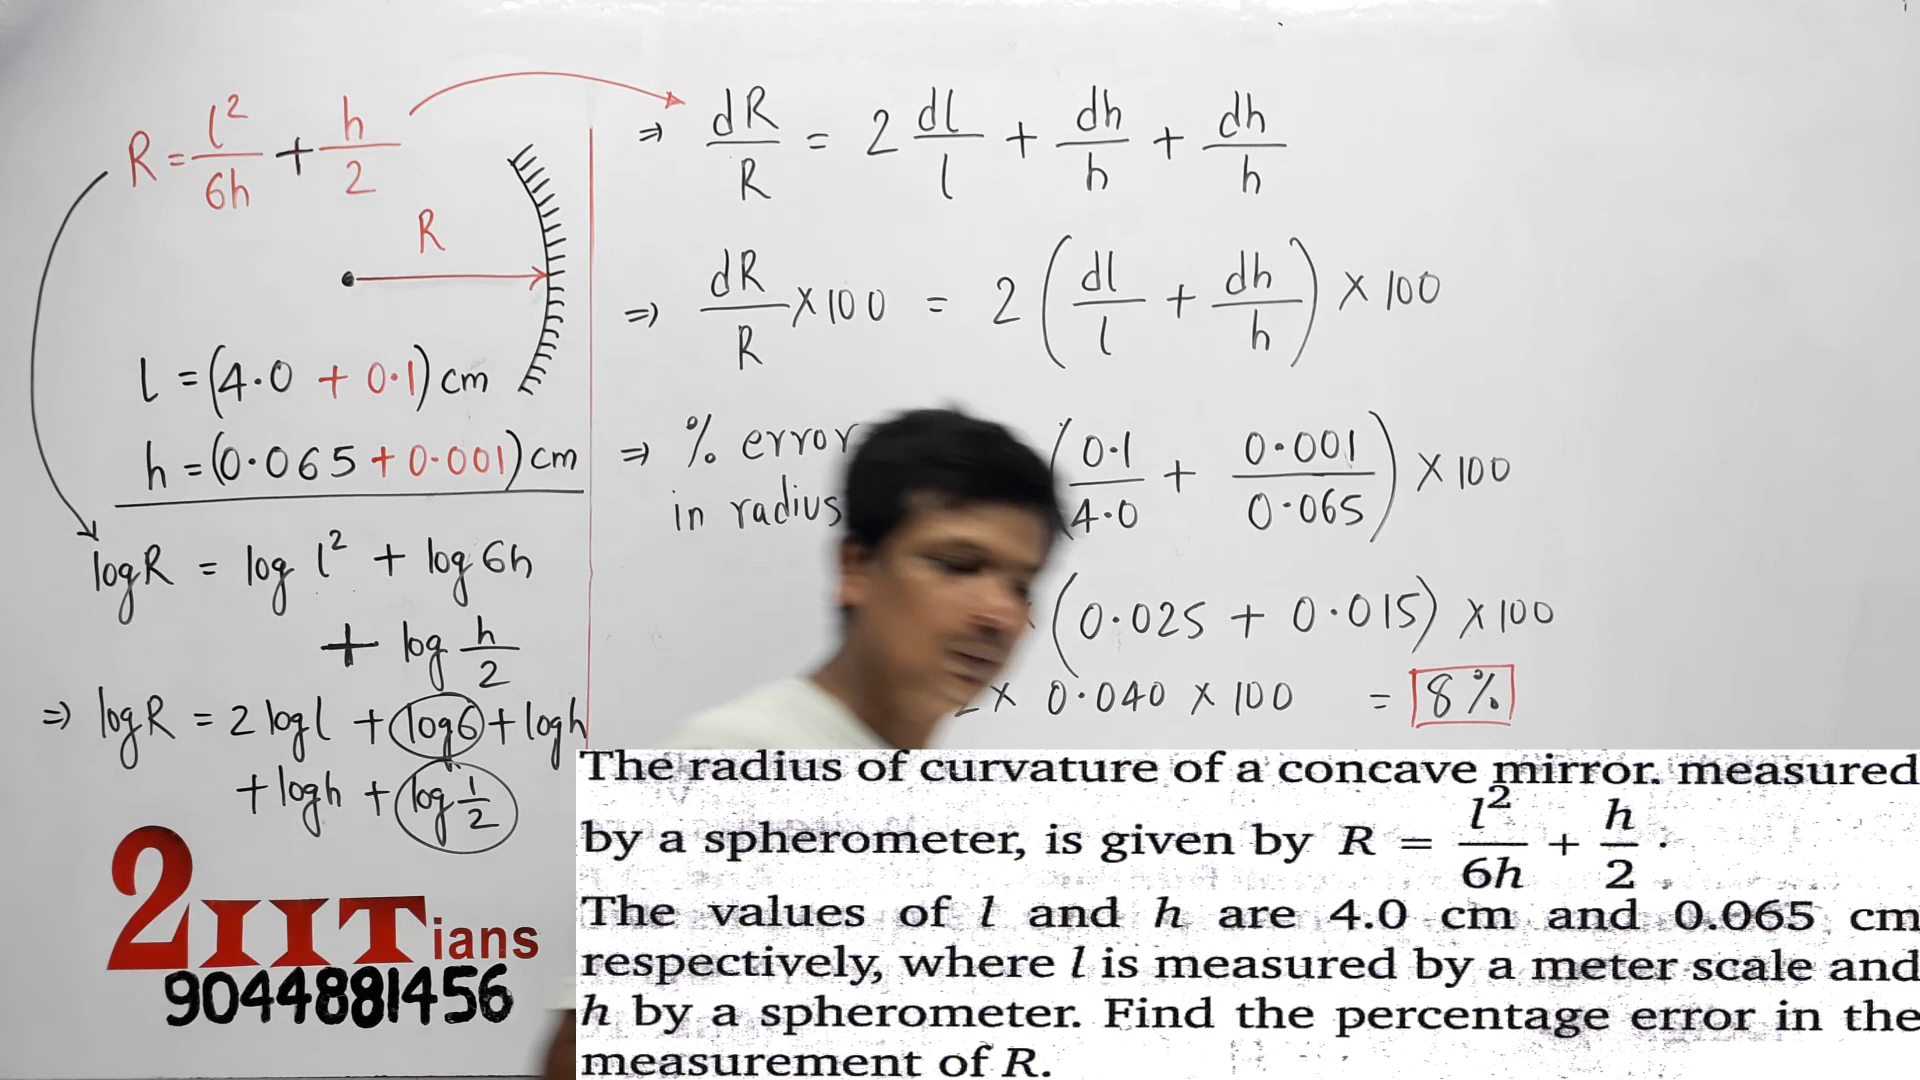 R = l²/6h + h/2
R
l = (4.0 + 0.1) cm
h = (0.065 + 0.001) cm
log R = log l² + log 6h
+ log h/2
⇒ log R = 2 log l + log 6 + log h
+ log h + log 1/2
⇒ dR/R = 2 dl/l + dh/h + dh/h
⇒ dR/R × 100 = 2 (dl/l + dh/h) × 100
⇒ % error (0.1/4.0 + 0.001/0.065) × 100
in radius
(0.025 + 0.015) × 100
× 0.040 × 100 = 8%
2IITians
9044881456
The radius of curvature of a concave mirror. measured
by a spherometer, is given by R = l²/6h + h/2 .
The values of l and h are 4.0 cm and 0.065 cm
respectively, where l is measured by a meter scale and
h by a spherometer. Find the percentage error in the
measurement of R.